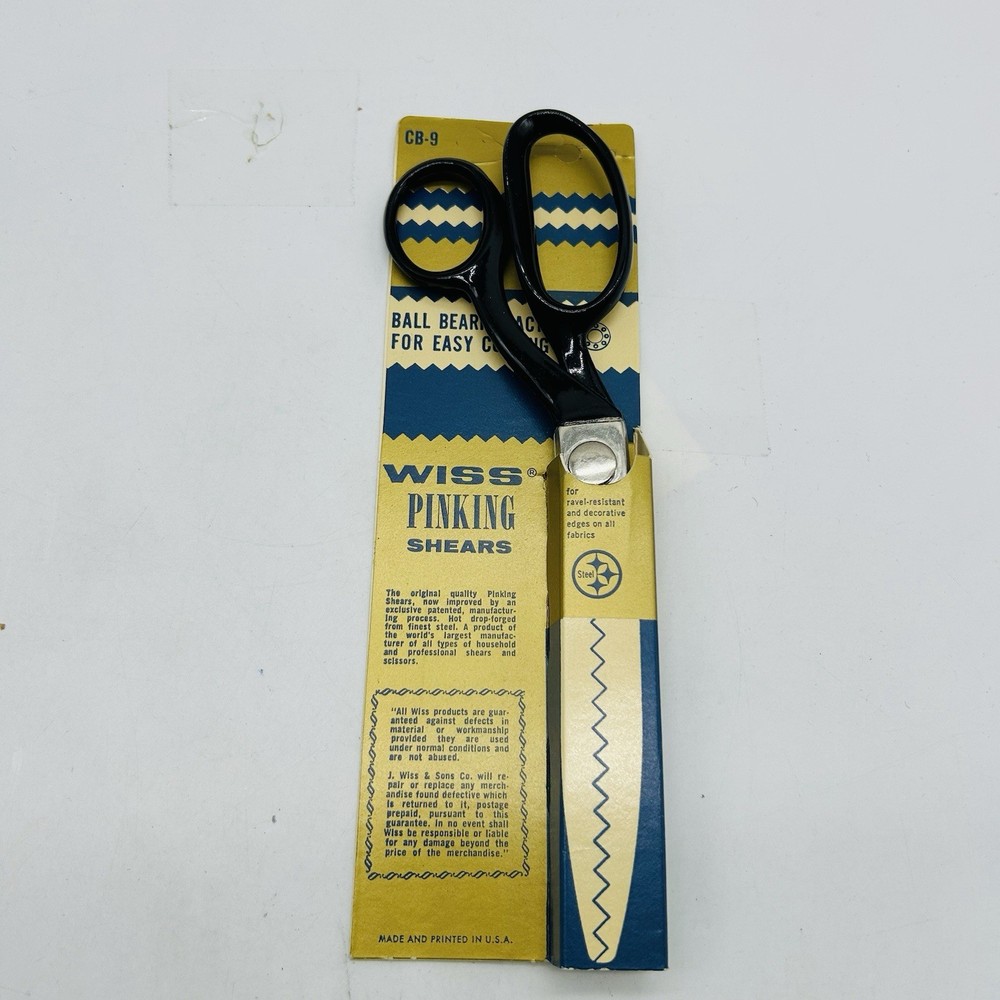 CB-9
BALL BEAR
FOR EASY
WISS®
PINKING
SHEARS
The original quality Pinking
Shears, now improved by an
exclusive patented, manufactur-
ing process. Hot drop-forged
from finest steel. A product of
the world's largest manufac-
turer of all types of household
and professional shears and
scissors.
"All Wiss products are guar-
anteed against defects in
material or workmanship
provided they are used
under normal conditions and
are not abused.
J. Wiss & Sons Co. will re-
pair or replace any merch-
andise found defective which
is returned to it, postage
prepaid, pursuant to this
guarantee. In no event shall
Wiss be responsible or liable
for any damage beyond the
price of the merchandise."
MADE AND PRINTED IN U.S.A.
for
ravel-resistant
and decorative
edges on all
fabrics
Steel